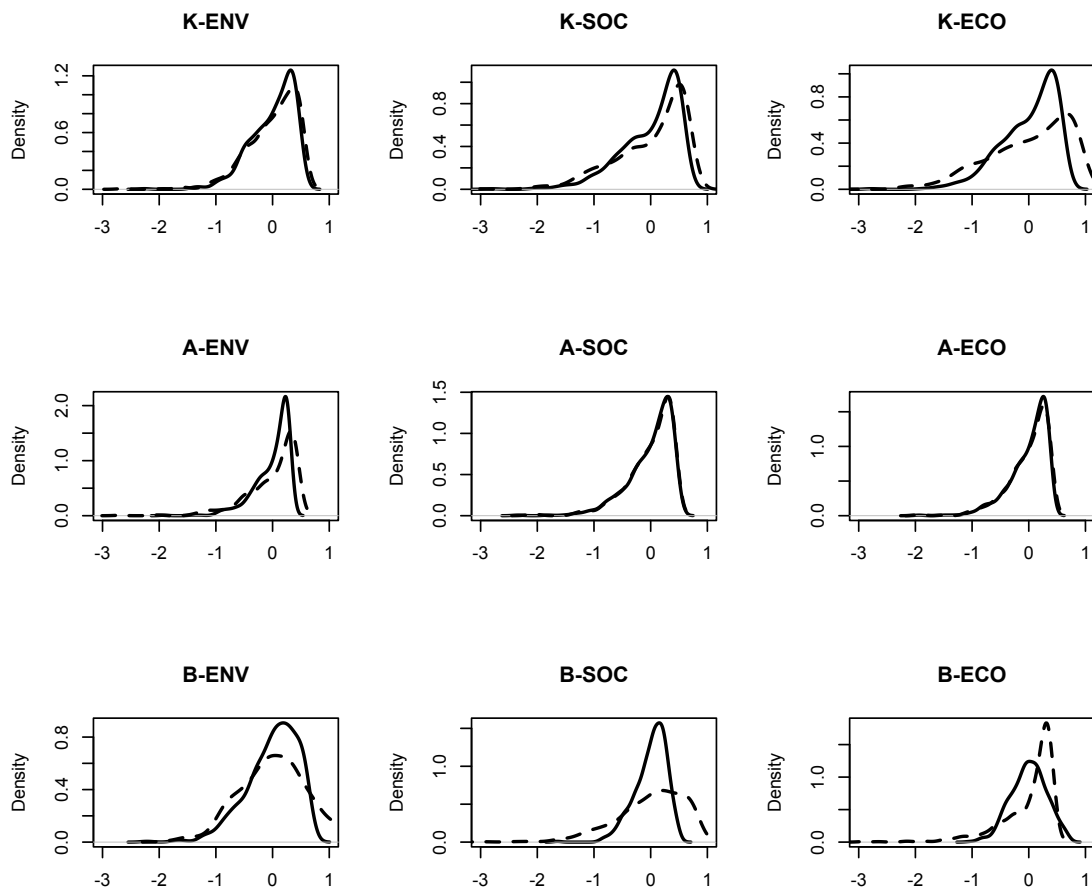 K-ENV K-SOC K-ECO
Density 0.0 0.6 1.2
-3 -2 -1 0 1
Density 0.0 0.4 0.8
-3 -2 -1 0 1
Density 0.0 0.4 0.8
-3 -2 -1 0 1
A-ENV A-SOC A-ECO
Density 0.0 1.0 2.0
-3 -2 -1 0 1
Density 0.0 0.5 1.0 1.5
-3 -2 -1 0 1
Density 0.0 1.0
-3 -2 -1 0 1
B-ENV B-SOC B-ECO
Density 0.0 0.4 0.8
-3 -2 -1 0 1
Density 0.0 1.0
-3 -2 -1 0 1
Density 0.0 1.0
-3 -2 -1 0 1